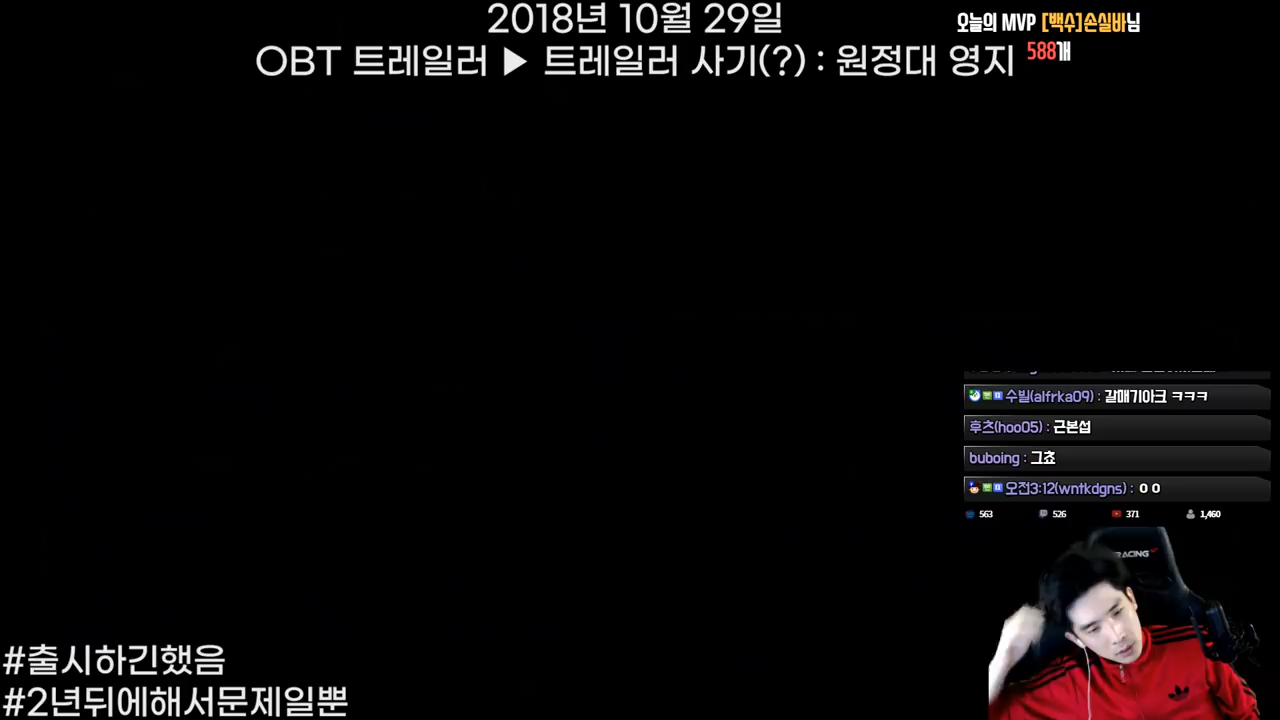 2018년 10월 29일
OBT 트레일러 ▶ 트레일러 사기(?) : 원정대 영지
오늘의 MVP [백수]손실바님
588개
수빌(alfrka09) : 갈매기아크 ㅋㅋㅋ
후츠(hoo05) : 근본섭
buboing : 그쵸
오전3:12(wntkdgns) : ㅇㅇ
563 526 371 1,460
RACING
#출시하긴했음
#2년뒤에해서문제일뿐